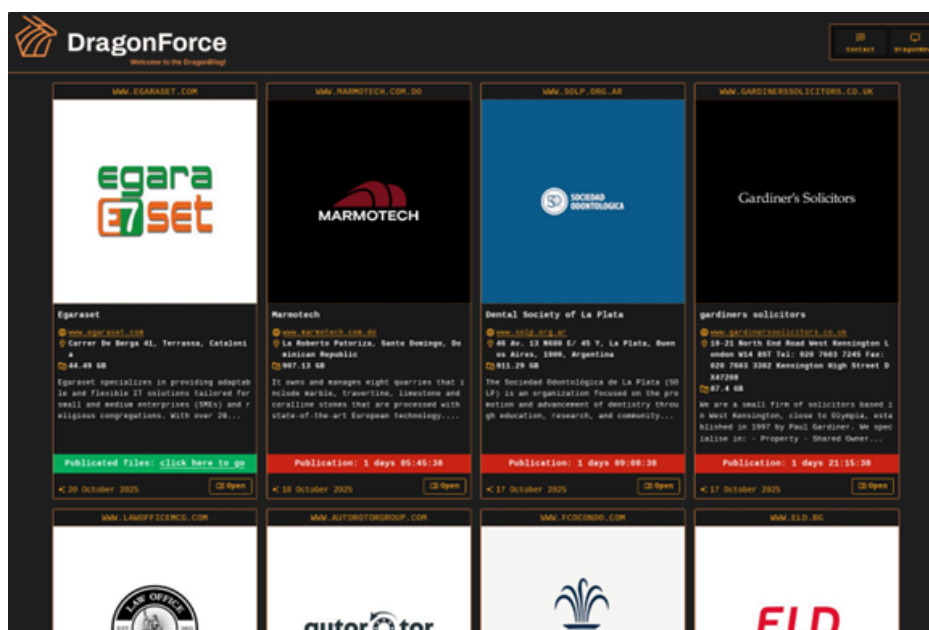 DragonForce
Welcome to the DragonBlog!
Contact
WWW.EGARASET.COM
egara
E7 set
Egaraset
www.egaraset.com
Carrer De Berga 41, Terrassa, Cataloni
a
44.49 GB
Egaraset specializes in providing adaptab
le and flexible IT solutions tailored for
small and medium enterprises (SMEs) and r
eligious congregations. With over 20...
Publicated files: click here to go
20 October 2025
Open
WWW.MARMOTECH.COM.DO
MARMOTECH
Marmotech
www.marmotech.com.do
La Roberto Patoriza, Santo Domingo, Do
minican Republic
907.13 GB
It owns and manages eight quarries that i
nclude marble, travertine, limestone and
coralline stones that are processed with
state-of-the-art European technology....
Publication: 1 days 05:45:38
18 October 2025
Open
WWW.SOLP.ORG.AR
SOCIEDAD
ODONTOLOGICA
Dental Society of La Plata
www.solp.org.ar
46 Av. 13 N680 E/ 45 Y, La Plata, Buen
os Aires, 1900, Argentina
911.29 GB
The Sociedad Odontológica de La Plata (SO
LP) is an organization focused on the pro
motion and advancement of dentistry throu
gh education, research, and community...
Publication: 1 days 09:08:38
17 October 2025
Open
WWW.GARDINERSSOLICITORS.CO.UK
Gardiner's Solicitors
gardiners solicitors
www.gardinerssolicitors.co.uk
19-21 North End Road West Kensington L
ondon W14 8ST Tel: 020 7603 7245 Fax:
020 7603 3302 Kensington High Street D
X47200
87.4 GB
We are a small firm of solicitors based i
n West Kensington, close to Olympia, esta
blished in 1997 by Paul Gardiner. We spec
ialise in: - Property - Shared Owner...
Publication: 1 days 21:15:38
17 October 2025
Open
WWW.LAWOFFICEMCG.COM
LAW OFFICE
WWW.AUTOROTORSGROUP.COM
autorotor
WWW.FCOCONDO.COM
WWW.ELD.BG
ELD